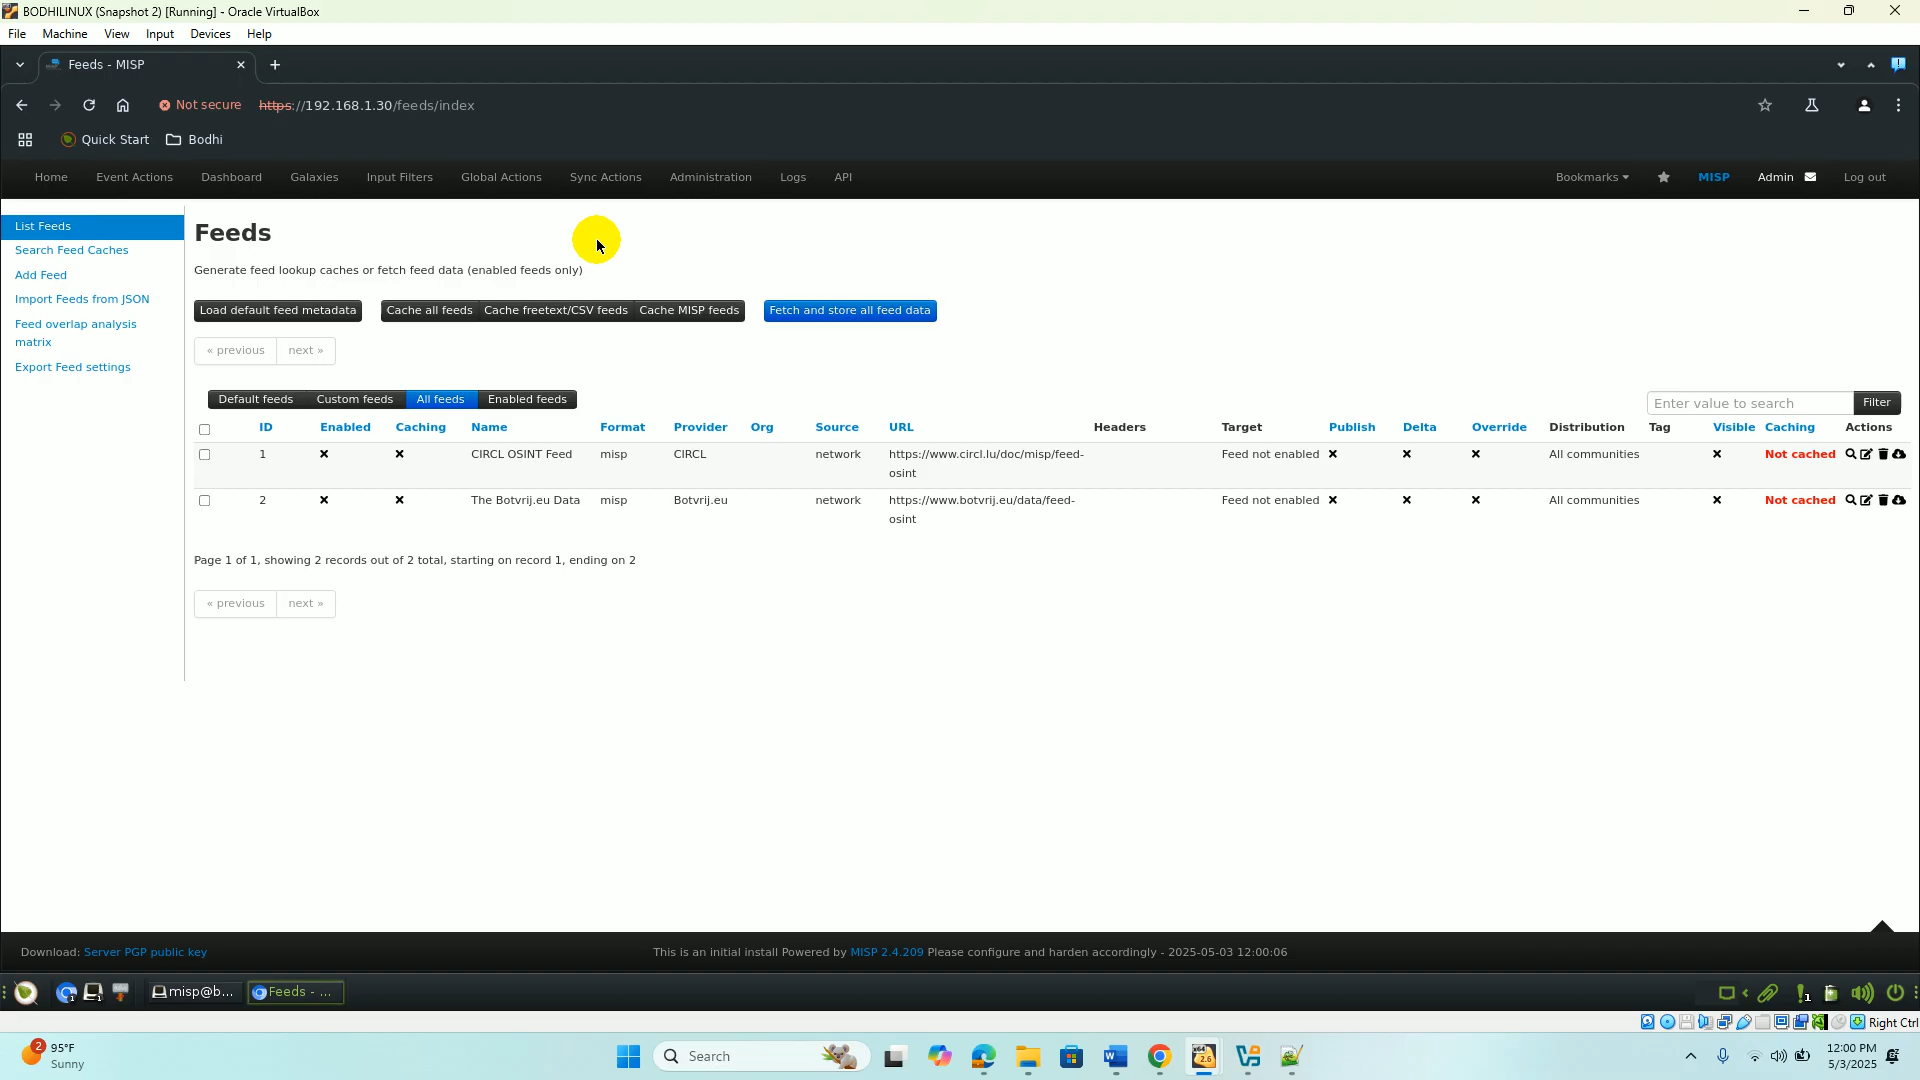 BODHILINUX (Snapshot 2) [Running] - Oracle VirtualBox
File Machine View Input Devices Help
Feeds - MISP
Not secure https://192.168.1.30/feeds/index
Quick Start Bodhi
Home Event Actions Dashboard Galaxies Input Filters Global Actions Sync Actions Administration Logs API Bookmarks MISP Admin Log out
List Feeds
Search Feed Caches
Add Feed
Import Feeds from JSON
Feed overlap analysis
matrix
Export Feed settings
Feeds
Generate feed lookup caches or fetch feed data (enabled feeds only)
Load default feed metadata Cache all feeds Cache freetext/CSV feeds Cache MISP feeds Fetch and store all feed data
« previous next »
Default feeds Custom feeds All feeds Enabled feeds Enter value to search Filter
ID Enabled Caching Name Format Provider Org Source URL Headers Target Publish Delta Override Distribution Tag Visible Caching Actions
1 CIRCL OSINT Feed misp CIRCL network https://www.circl.lu/doc/misp/feed- Feed not enabled All communities Not cached
osint
2 The Botvrij.eu Data misp Botvrij.eu network https://www.botvrij.eu/data/feed- Feed not enabled All communities Not cached
osint
Page 1 of 1, showing 2 records out of 2 total, starting on record 1, ending on 2
« previous next »
Download: Server PGP public key This is an initial install Powered by MISP 2.4.209 Please configure and harden accordingly - 2025-05-03 12:00:06
misp@b... Feeds - ...
Right Ctrl
2 95°F
Sunny
Search
12:00 PM
5/3/2025